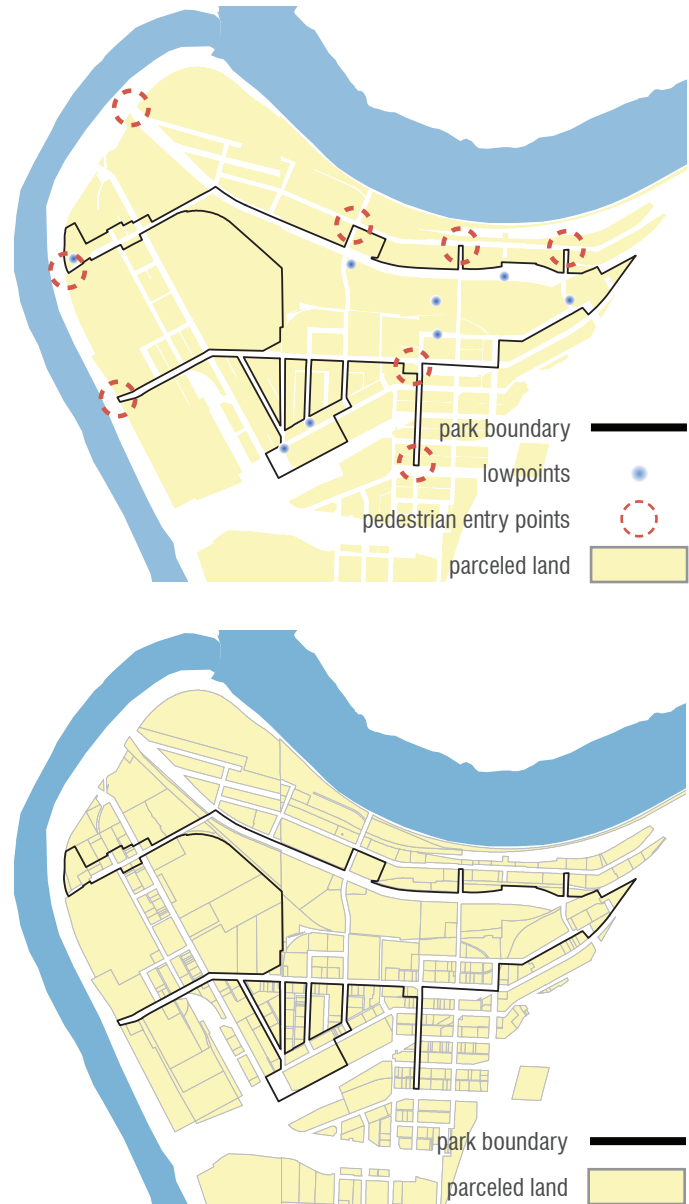 park boundary
lowpoints
pedestrian entry points
parceled land
park boundary
parceled land